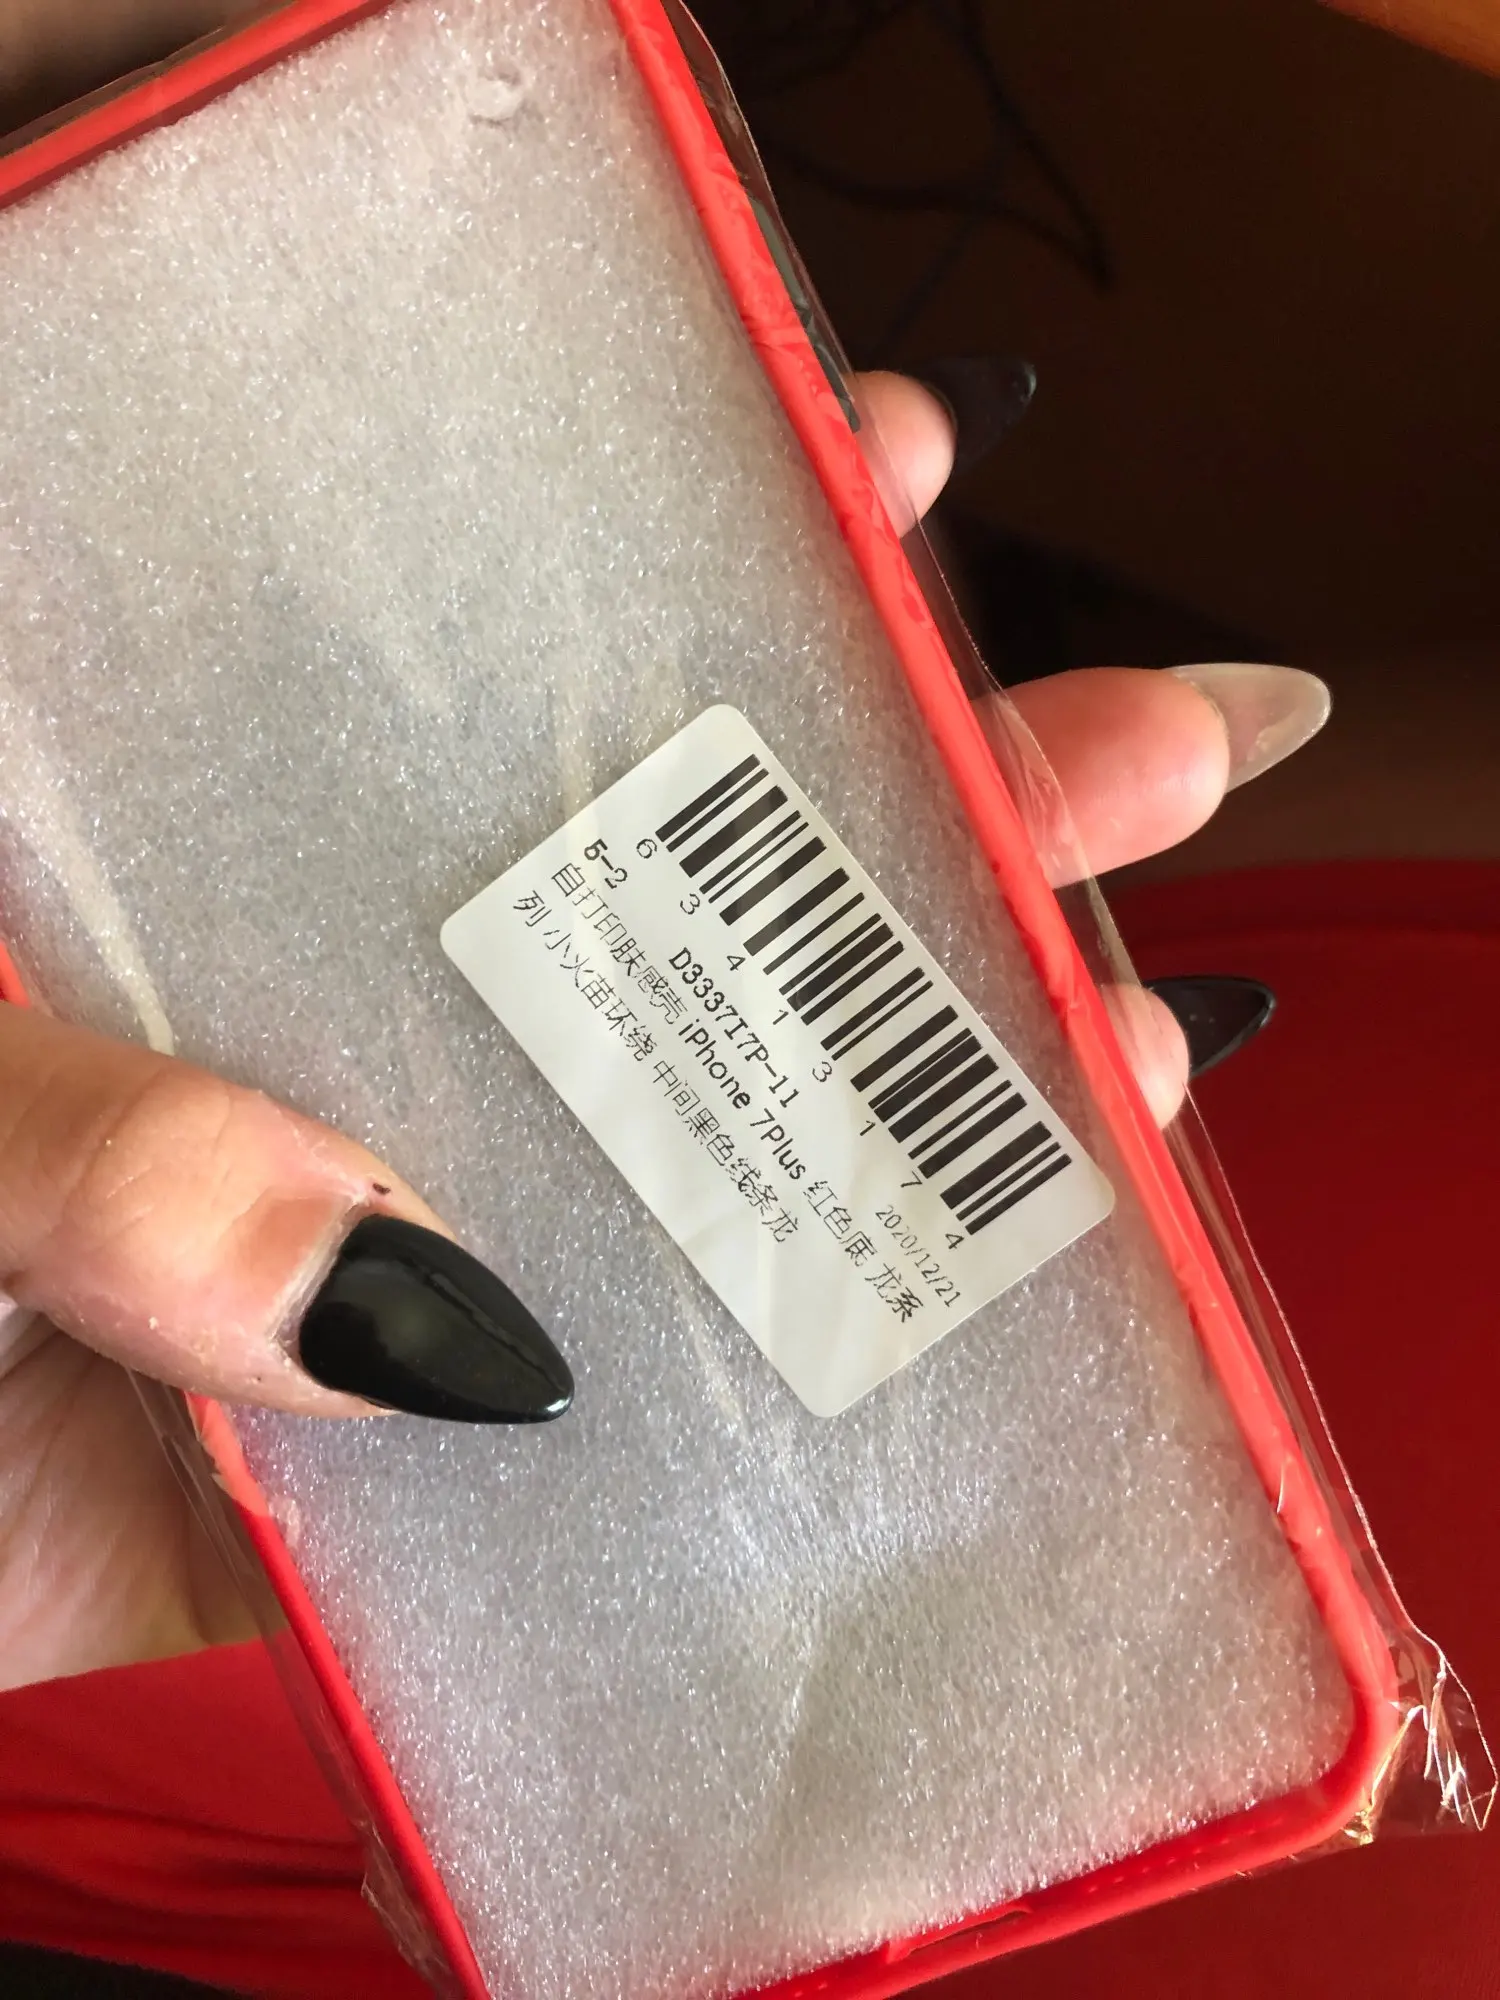 6 3 4 1 3 1 7 4
5-2 D3337I7P-11 2020/12/21
自打印肤感壳 iPhone 7Plus 红色底 龙系
列 小火苗环绕 中间黑色线条龙